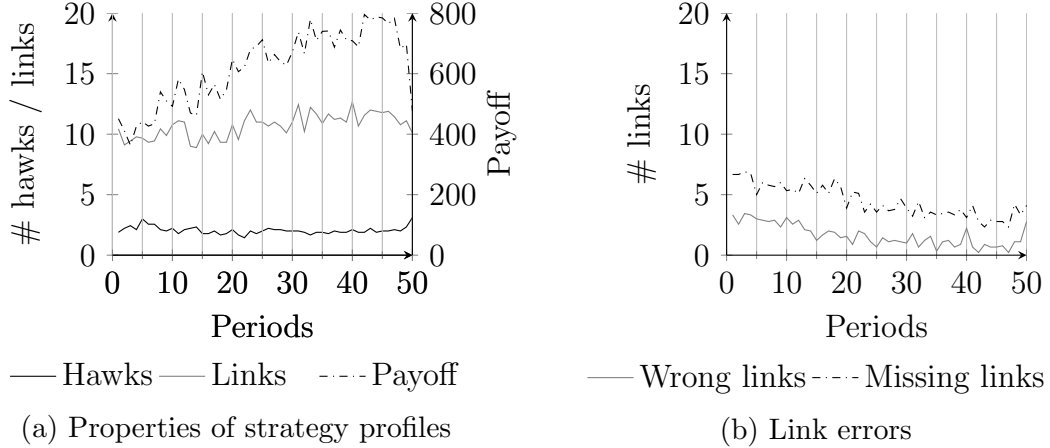 # hawks / links
20
15
10
5
0
800
600
400
200
0
Payoff
0 10 20 30 40 50
Periods
Hawks Links Payoff
(a) Properties of strategy profiles
# links
20
15
10
5
0
0 10 20 30 40 50
Periods
Wrong links Missing links
(b) Link errors